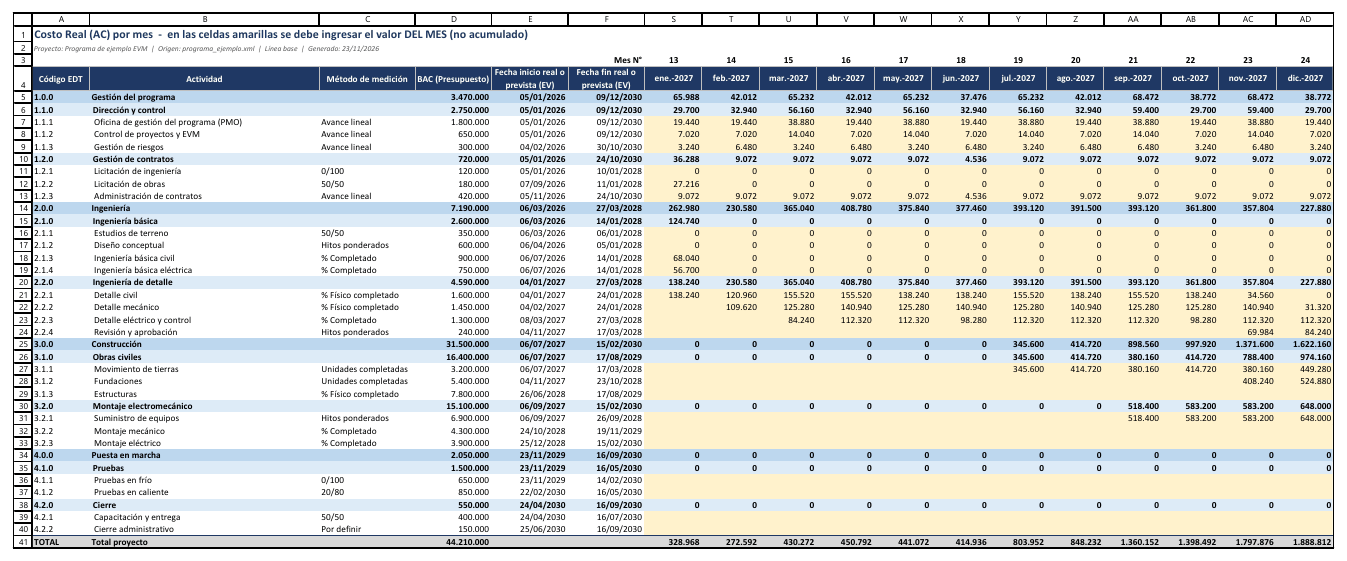 A B C D E F S T U V W X Y Z AA AB AC AD
1 Costo Real (AC) por mes - en las celdas amarillas se debe ingresar el valor DEL MES (no acumulado)
2 Proyecto: Programa de ejemplo EVM | Origen: programa_ejemplo.xml | Línea base | Generado: 23/11/2026
3 Mes N° 13 14 15 16 17 18 19 20 21 22 23 24
4 Código EDT Actividad Método de medición BAC (Presupuesto) Fecha inicio real o prevista (EV) Fecha fin real o prevista (EV) ene.-2027 feb.-2027 mar.-2027 abr.-2027 may.-2027 jun.-2027 jul.-2027 ago.-2027 sep.-2027 oct.-2027 nov.-2027 dic.-2027
5 1.0.0 Gestión del programa 3.470.000 05/01/2026 09/12/2030 65.988 42.012 65.232 42.012 65.232 37.476 65.232 42.012 68.472 38.772 68.472 38.772
6 1.1.0 Dirección y control 2.750.000 05/01/2026 09/12/2030 29.700 32.940 56.160 32.940 56.160 32.940 56.160 32.940 59.400 29.700 59.400 29.700
7 1.1.1 Oficina de gestión del programa (PMO) Avance lineal 1.800.000 05/01/2026 09/12/2030 19.440 19.440 38.880 19.440 38.880 19.440 38.880 19.440 38.880 19.440 38.880 19.440
8 1.1.2 Control de proyectos y EVM Avance lineal 650.000 05/01/2026 09/12/2030 7.020 7.020 14.040 7.020 14.040 7.020 14.040 7.020 14.040 7.020 14.040 7.020
9 1.1.3 Gestión de riesgos Avance lineal 300.000 04/02/2026 30/10/2030 3.240 6.480 3.240 6.480 3.240 6.480 3.240 6.480 6.480 3.240 6.480 3.240
10 1.2.0 Gestión de contratos 720.000 05/01/2026 24/10/2030 36.288 9.072 9.072 9.072 9.072 4.536 9.072 9.072 9.072 9.072 9.072 9.072
11 1.2.1 Licitación de ingeniería 0/100 120.000 05/01/2026 10/01/2028 0 0 0 0 0 0 0 0 0 0 0 0
12 1.2.2 Licitación de obras 50/50 180.000 07/09/2026 11/01/2028 27.216 0 0 0 0 0 0 0 0 0 0 0
13 1.2.3 Administración de contratos Avance lineal 420.000 05/11/2026 24/10/2030 9.072 9.072 9.072 9.072 9.072 4.536 9.072 9.072 9.072 9.072 9.072 9.072
14 2.0.0 Ingeniería 7.190.000 06/03/2026 27/03/2028 262.980 230.580 365.040 408.780 375.840 377.460 393.120 391.500 393.120 361.800 357.804 227.880
15 2.1.0 Ingeniería básica 2.600.000 06/03/2026 14/01/2028 124.740 0 0 0 0 0 0 0 0 0 0 0
16 2.1.1 Estudios de terreno 50/50 350.000 06/03/2026 06/01/2028 0 0 0 0 0 0 0 0 0 0 0 0
17 2.1.2 Diseño conceptual Hitos ponderados 600.000 06/04/2026 05/01/2028 0 0 0 0 0 0 0 0 0 0 0 0
18 2.1.3 Ingeniería básica civil % Completado 900.000 06/07/2026 14/01/2028 68.040 0 0 0 0 0 0 0 0 0 0 0
19 2.1.4 Ingeniería básica eléctrica % Completado 750.000 06/07/2026 14/01/2028 56.700 0 0 0 0 0 0 0 0 0 0 0
20 2.2.0 Ingeniería de detalle 4.590.000 04/01/2027 27/03/2028 138.240 230.580 365.040 408.780 375.840 377.460 393.120 391.500 393.120 361.800 357.804 227.880
21 2.2.1 Detalle civil % Físico completado 1.600.000 04/01/2027 24/01/2028 138.240 120.960 155.520 155.520 138.240 138.240 155.520 138.240 155.520 138.240 34.560 0
22 2.2.2 Detalle mecánico % Físico completado 1.450.000 04/02/2027 24/01/2028 109.620 125.280 140.940 125.280 140.940 125.280 140.940 125.280 125.280 140.940 31.320
23 2.2.3 Detalle eléctrico y control % Completado 1.300.000 08/03/2027 27/03/2028 84.240 112.320 112.320 98.280 112.320 112.320 112.320 98.280 112.320 112.320
24 2.2.4 Revisión y aprobación Hitos ponderados 240.000 04/11/2027 17/03/2028 69.984 84.240
25 3.0.0 Construcción 31.500.000 06/07/2027 15/02/2030 0 0 0 0 0 0 345.600 414.720 898.560 997.920 1.371.600 1.622.160
26 3.1.0 Obras civiles 16.400.000 06/07/2027 17/08/2029 0 0 0 0 0 0 345.600 414.720 380.160 414.720 788.400 974.160
27 3.1.1 Movimiento de tierras Unidades completadas 3.200.000 06/07/2027 17/03/2028 345.600 414.720 380.160 414.720 380.160 449.280
28 3.1.2 Fundaciones Unidades completadas 5.400.000 04/11/2027 23/10/2028 408.240 524.880
29 3.1.3 Estructuras % Físico completado 7.800.000 26/06/2028 17/08/2029
30 3.2.0 Montaje electromecánico 15.100.000 06/09/2027 15/02/2030 0 0 0 0 0 0 0 0 518.400 583.200 583.200 648.000
31 3.2.1 Suministro de equipos Hitos ponderados 6.900.000 06/09/2027 26/09/2028 518.400 583.200 583.200 648.000
32 3.2.2 Montaje mecánico % Completado 4.300.000 24/10/2028 19/11/2029
33 3.2.3 Montaje eléctrico % Completado 3.900.000 25/12/2028 15/02/2030
34 4.0.0 Puesta en marcha 2.050.000 23/11/2029 16/09/2030 0 0 0 0 0 0 0 0 0 0 0 0
35 4.1.0 Pruebas 1.500.000 23/11/2029 16/05/2030 0 0 0 0 0 0 0 0 0 0 0 0
36 4.1.1 Pruebas en frío 0/100 650.000 23/11/2029 14/02/2030
37 4.1.2 Pruebas en caliente 20/80 850.000 22/02/2030 16/05/2030
38 4.2.0 Cierre 550.000 24/04/2030 16/09/2030 0 0 0 0 0 0 0 0 0 0 0 0
39 4.2.1 Capacitación y entrega 50/50 400.000 24/04/2030 16/07/2030
40 4.2.2 Cierre administrativo Por definir 150.000 25/06/2030 16/09/2030
41 TOTAL Total proyecto 44.210.000 328.968 272.592 430.272 450.792 441.072 414.936 803.952 848.232 1.360.152 1.398.492 1.797.876 1.888.812